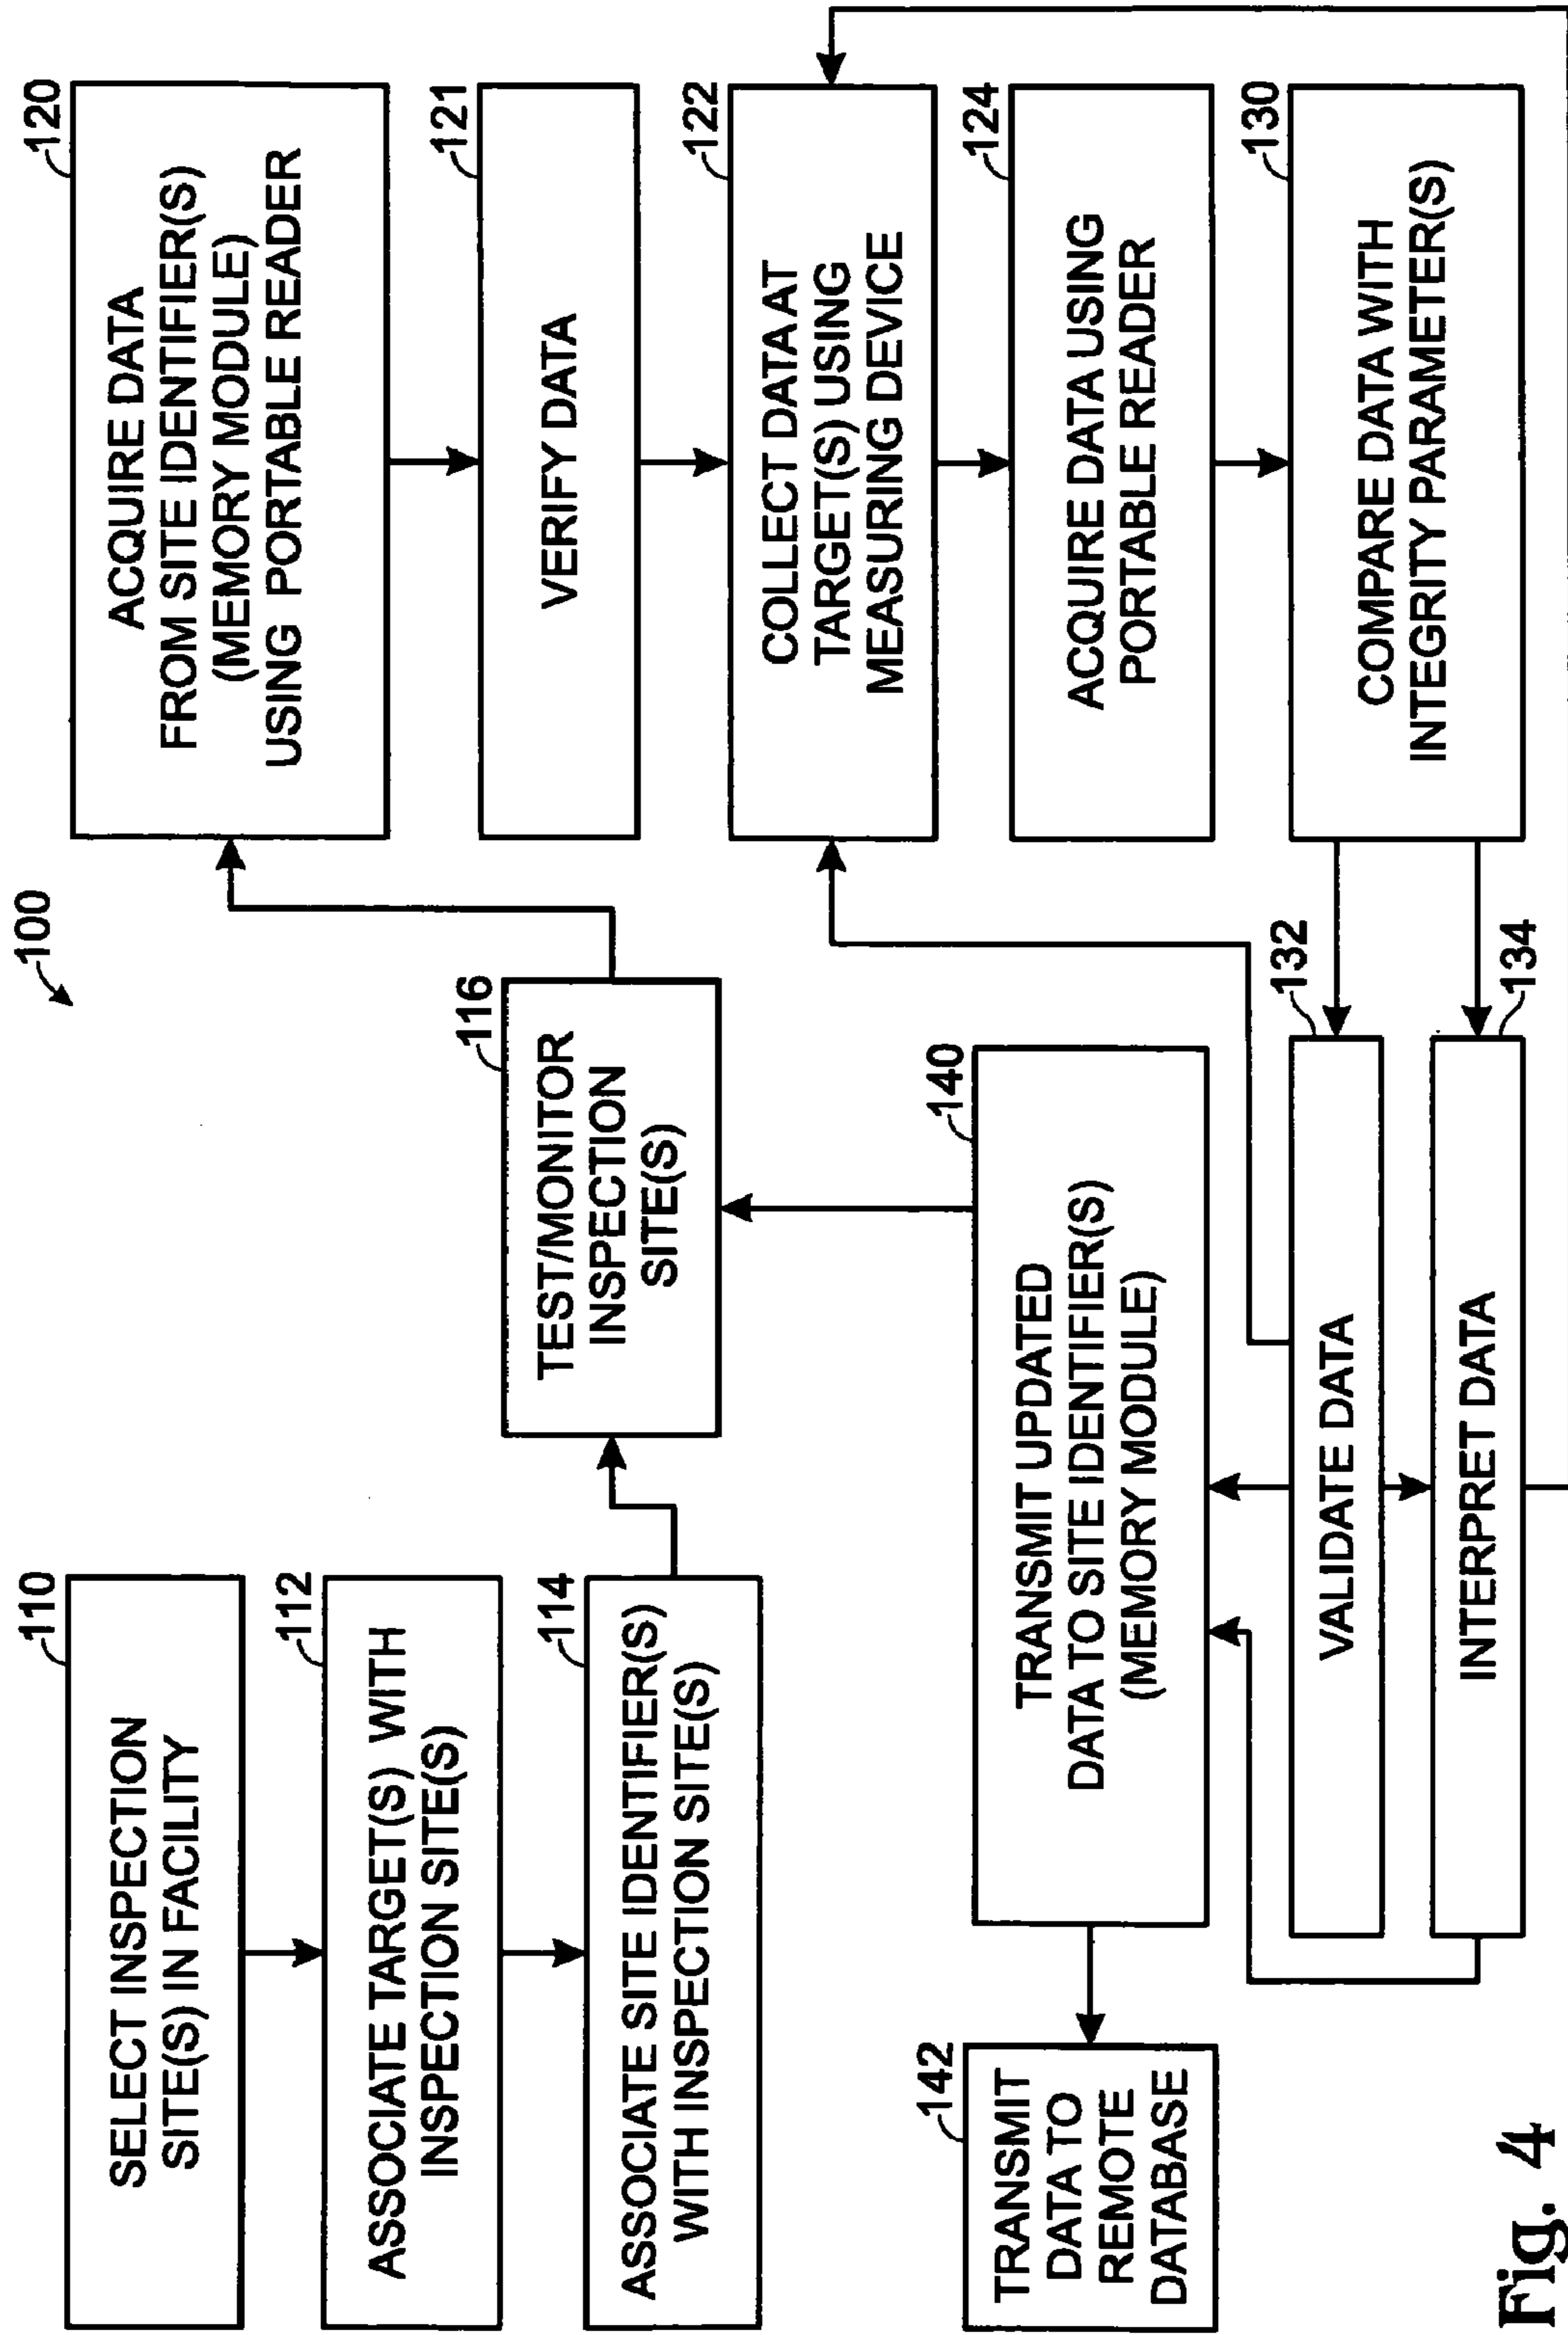 100
110
SELECT INSPECTION
SITE(S) IN FACILITY
112
ASSOCIATE TARGET(S) WITH
INSPECTION SITE(S)
114
ASSOCIATE SITE IDENTIFIER(S)
WITH INSPECTION SITE(S)
116
TEST/MONITOR
INSPECTION
SITE(S)
120
ACQUIRE DATA
FROM SITE IDENTIFIER(S)
(MEMORY MODULE)
USING PORTABLE READER
121
VERIFY DATA
122
COLLECT DATA AT
TARGET(S) USING
MEASURING DEVICE
124
ACQUIRE DATA USING
PORTABLE READER
130
COMPARE DATA WITH
INTEGRITY PARAMETER(S)
132
VALIDATE DATA
134
INTERPRET DATA
140
TRANSMIT UPDATED
DATA TO SITE IDENTIFIER(S)
(MEMORY MODULE)
142
TRANSMIT
DATA TO
REMOTE
DATABASE
Fig. 4